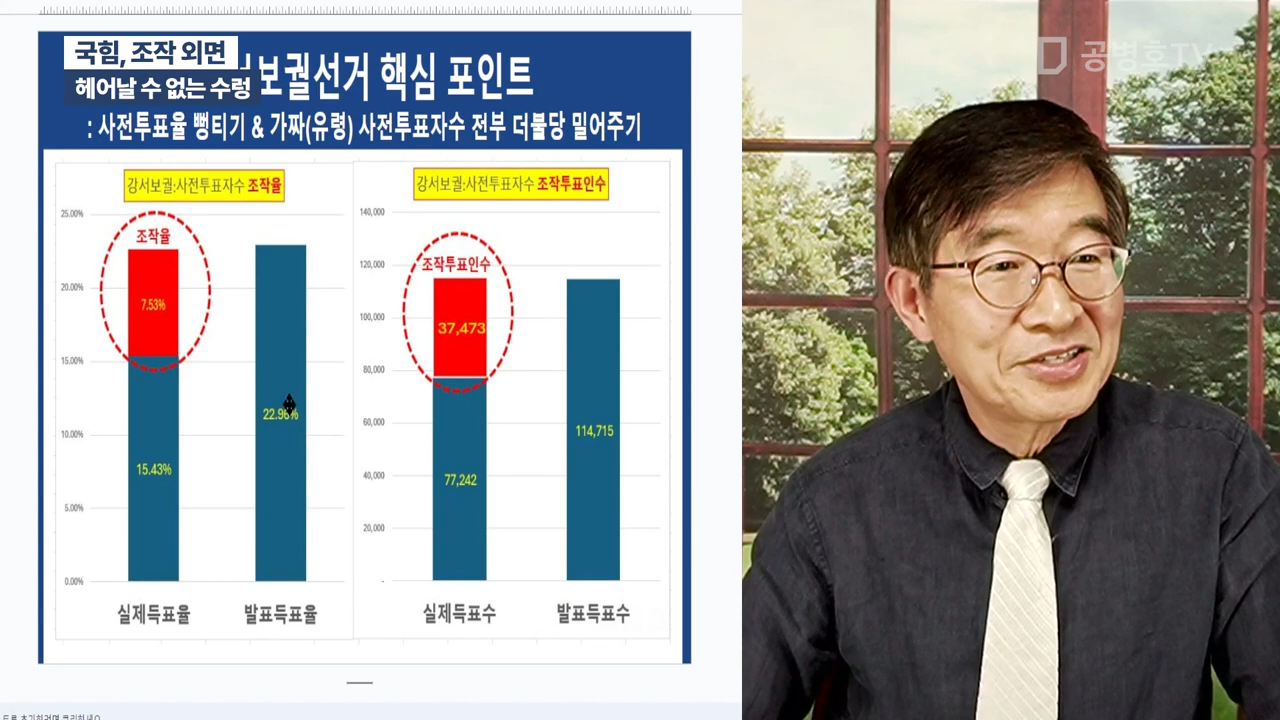 국힘, 조작 외면
헤어날 수 없는 수렁
보궐선거 핵심 포인트
: 사전투표율 뻥티기 & 가짜(유령) 사전투표자수 전부 더불당 밀어주기
강서보궐:사전투표자수 조작율
25.00%
20.00%
15.00%
10.00%
5.00%
0.00%
조작율
7.53%
15.43%
22.96%
실제득표율
발표득표율
강서보궐:사전투표자수 조작투표인수
140,000
120,000
100,000
80,000
60,000
40,000
20,000
-
조작투표인수
37,473
77,242
114,715
실제득표수
발표득표수
공병호TV